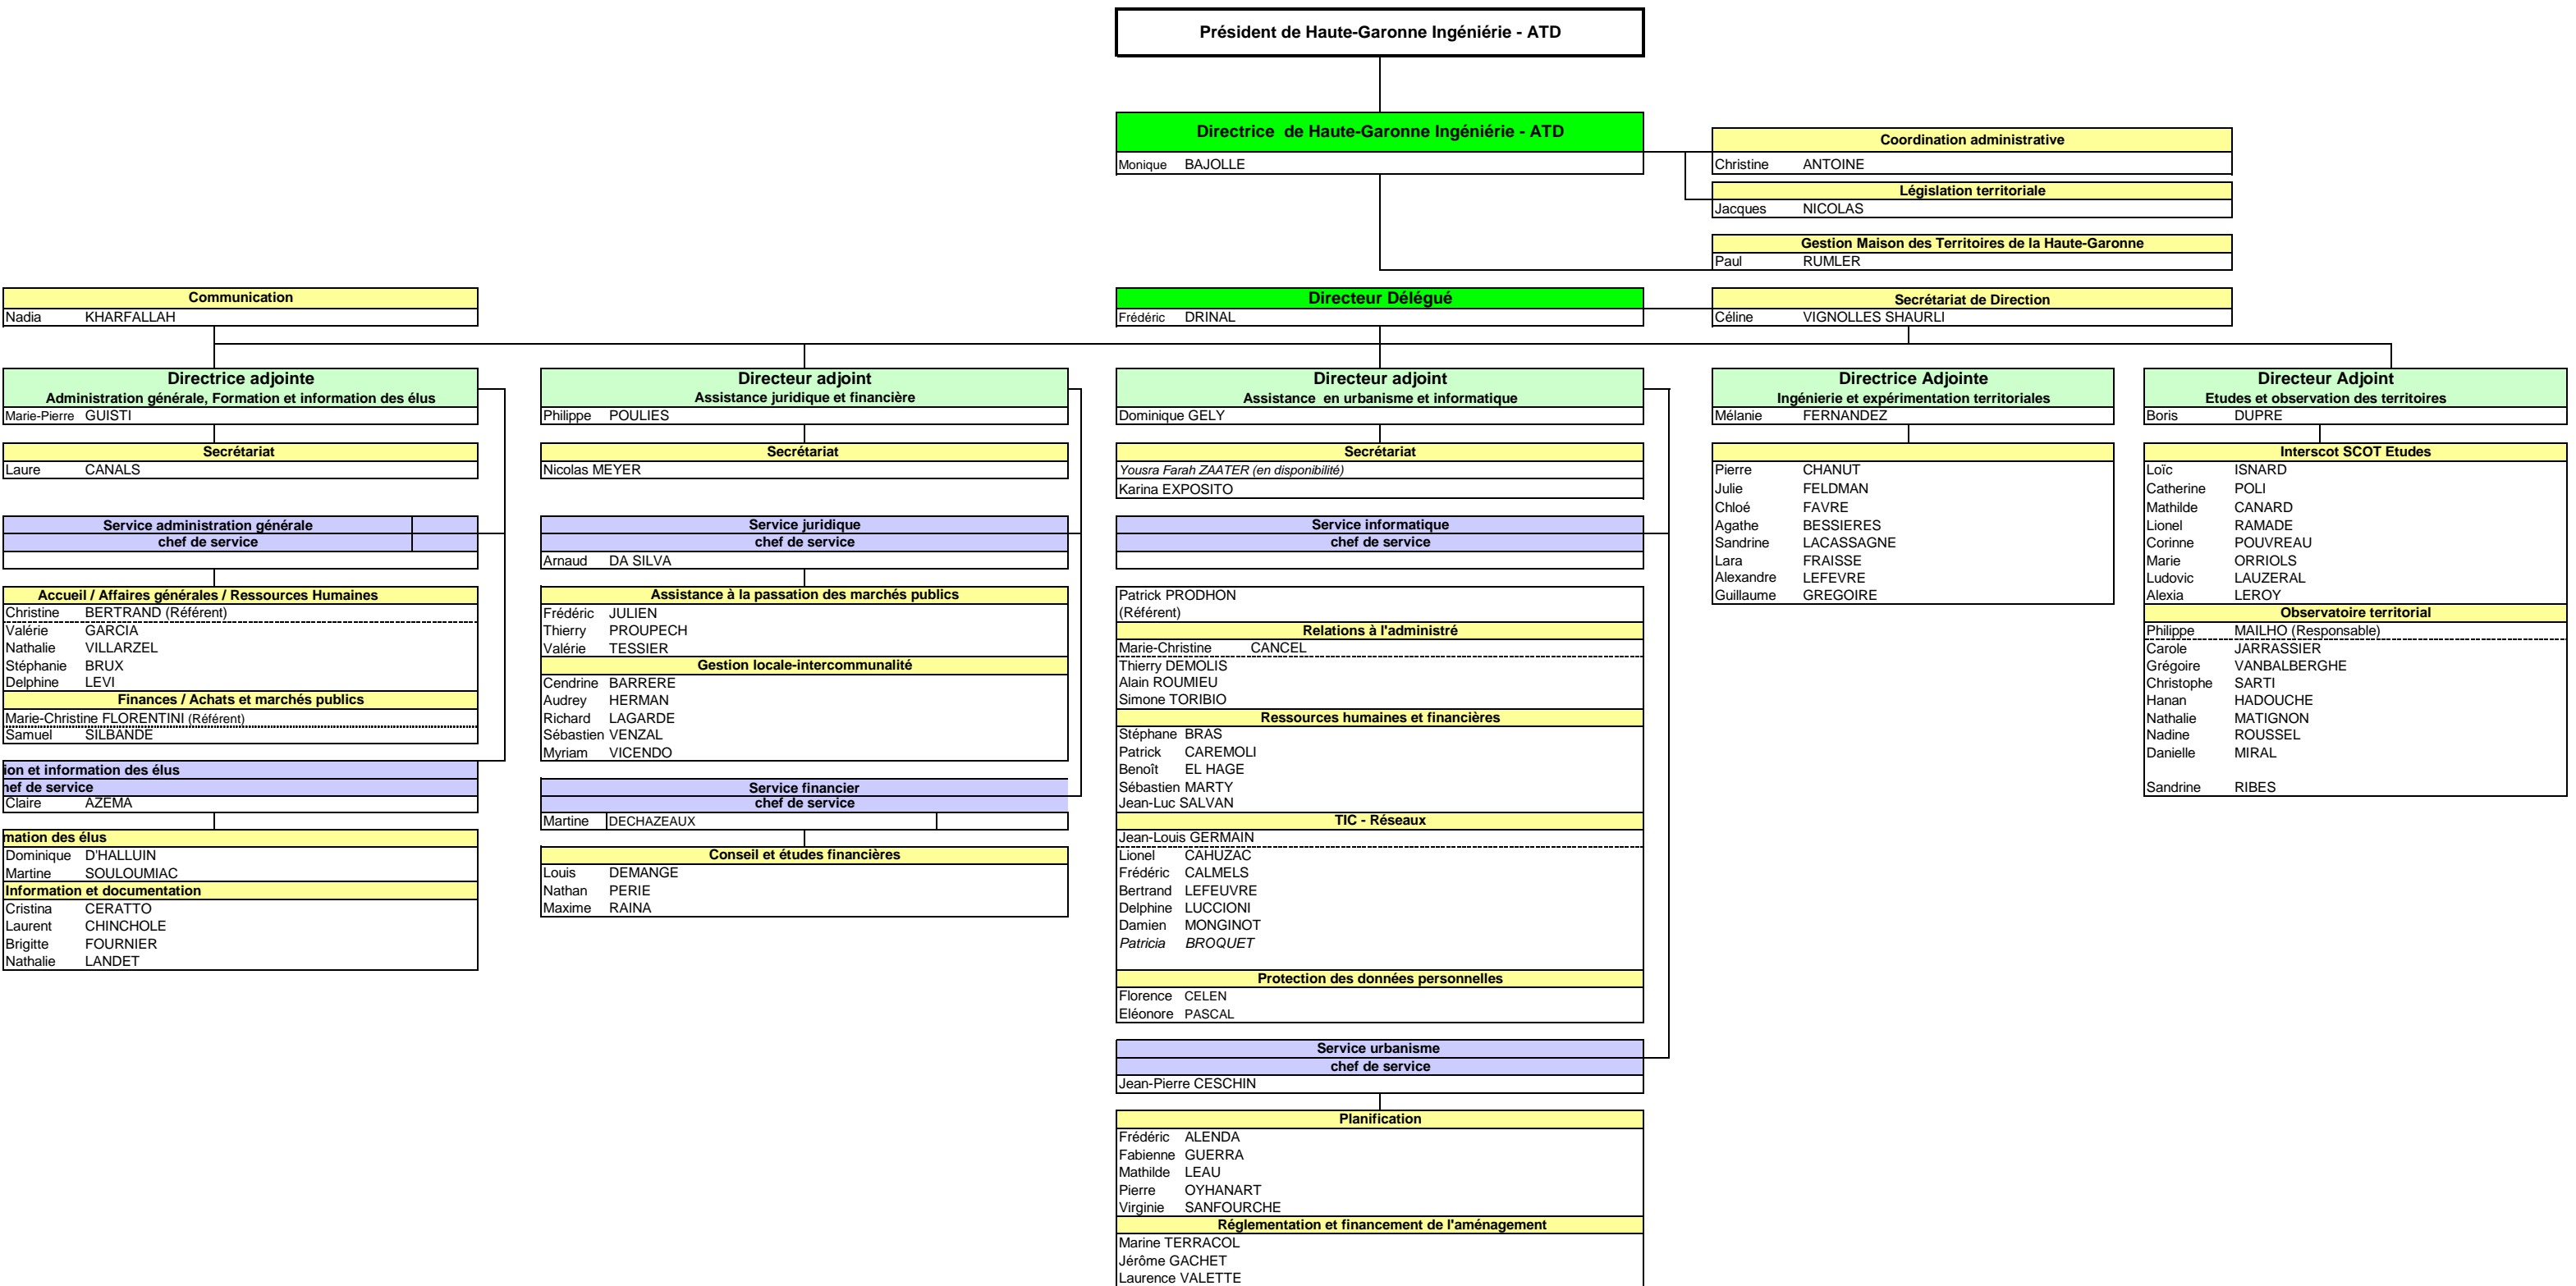 Président de Haute-Garonne Ingéniérie - ATD
Directrice de Haute-Garonne Ingéniérie - ATD
Monique BAJOLLE
Coordination administrative
Christine ANTOINE
Législation territoriale
Jacques NICOLAS
Gestion Maison des Territoires de la Haute-Garonne
Paul RUMLER
Communication
Nadia KHARFALLAH
Directeur Délégué
Frédéric DRINAL
Secrétariat de Direction
Céline VIGNOLLES SHAURLI
Directrice adjointe
Administration générale, Formation et information des élus
Marie-Pierre GUISTI
Secrétariat
Laure CANALS
Service administration générale
chef de service
Accueil / Affaires générales / Ressources Humaines
Christine BERTRAND (Référent)
Valérie GARCIA
Nathalie VILLARZEL
Stéphanie BRUX
Delphine LEVI
Finances / Achats et marchés publics
Marie-Christine FLORENTINI (Référent)
Samuel SILBANDE
ion et information des élus
hef de service
Claire AZEMA
mation des élus
Dominique D'HALLUIN
Martine SOULOUMIAC
Information et documentation
Cristina CERATTO
Laurent CHINCHOLE
Brigitte FOURNIER
Nathalie LANDET
Directeur adjoint
Assistance juridique et financière
Philippe POULIES
Secrétariat
Nicolas MEYER
Service juridique
chef de service
Arnaud DA SILVA
Assistance à la passation des marchés publics
Frédéric JULIEN
Thierry PROUPECH
Valérie TESSIER
Gestion locale-intercommunalité
Cendrine BARRERE
Audrey HERMAN
Richard LAGARDE
Sébastien VENZAL
Myriam VICENDO
Service financier
chef de service
Martine DECHAZEAUX
Conseil et études financières
Louis DEMANGE
Nathan PERIE
Maxime RAINA
Directeur adjoint
Assistance en urbanisme et informatique
Dominique GELY
Secrétariat
Yousra Farah ZAATER (en disponibilité)
Karina EXPOSITO
Service informatique
chef de service
Patrick PRODHON
(Référent)
Relations à l'administré
Marie-Christine CANCEL
Thierry DEMOLIS
Alain ROUMIEU
Simone TORIBIO
Ressources humaines et financières
Stéphane BRAS
Patrick CAREMOLI
Benoît EL HAGE
Sébastien MARTY
Jean-Luc SALVAN
TIC - Réseaux
Jean-Louis GERMAIN
Lionel CAHUZAC
Frédéric CALMELS
Bertrand LEFEUVRE
Delphine LUCCIONI
Damien MONGINOT
Patricia BROQUET
Protection des données personnelles
Florence CELEN
Eléonore PASCAL
Service urbanisme
chef de service
Jean-Pierre CESCHIN
Planification
Frédéric ALENDA
Fabienne GUERRA
Mathilde LEAU
Pierre OYHANART
Virginie SANFOURCHE
Réglementation et financement de l'aménagement
Marine TERRACOL
Jérôme GACHET
Laurence VALETTE
Directrice Adjointe
Ingénierie et expérimentation territoriales
Mélanie FERNANDEZ
Pierre CHANUT
Julie FELDMAN
Chloé FAVRE
Agathe BESSIERES
Sandrine LACASSAGNE
Lara FRAISSE
Alexandre LEFEVRE
Guillaume GREGOIRE
Directeur Adjoint
Etudes et observation des territoires
Boris DUPRE
Interscot SCOT Etudes
Loïc ISNARD
Catherine POLI
Mathilde CANARD
Lionel RAMADE
Corinne POUVREAU
Marie ORRIOLS
Ludovic LAUZERAL
Alexia LEROY
Observatoire territorial
Philippe MAILHO (Responsable)
Carole JARRASSIER
Grégoire VANBALBERGHE
Christophe SARTI
Hanan HADOUCHE
Nathalie MATIGNON
Nadine ROUSSEL
Danielle MIRAL
Sandrine RIBES